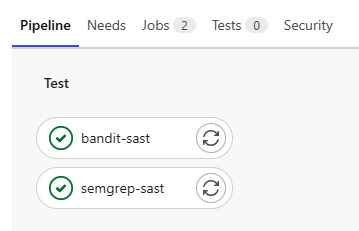 Pipeline Needs Jobs 2 Tests 0 Security
Test
bandit-sast
semgrep-sast